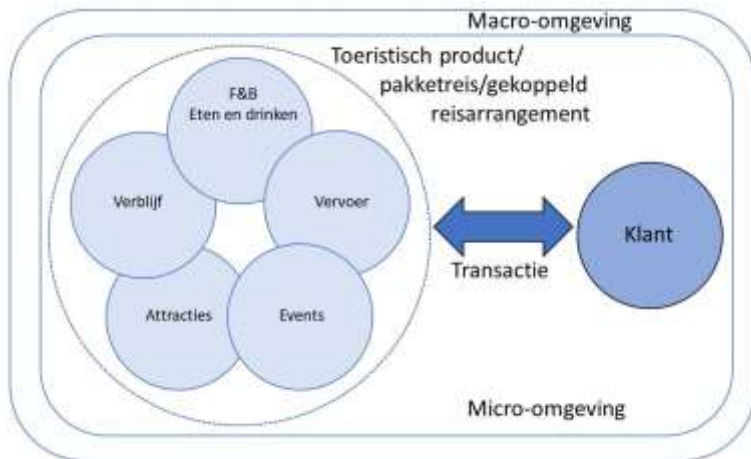 Macro-omgeving
Toeristisch product/
pakketreis/gekoppeld
reisarrangement
F&B
Eten en drinken
Verblijf
Vervoer
Attracties
Events
Transactie
Klant
Micro-omgeving